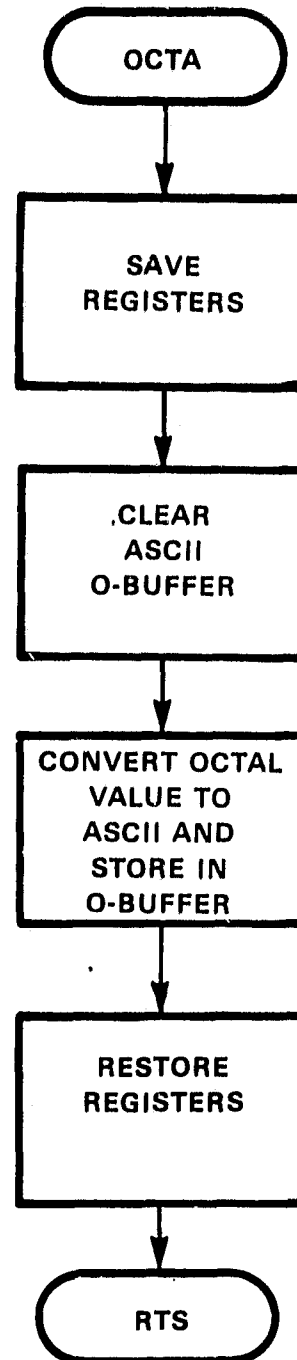 OCTA
SAVE
REGISTERS
CLEAR
ASCII
O-BUFFER
CONVERT OCTAL
VALUE TO
ASCII AND
STORE IN
O-BUFFER
RESTORE
REGISTERS
RTS